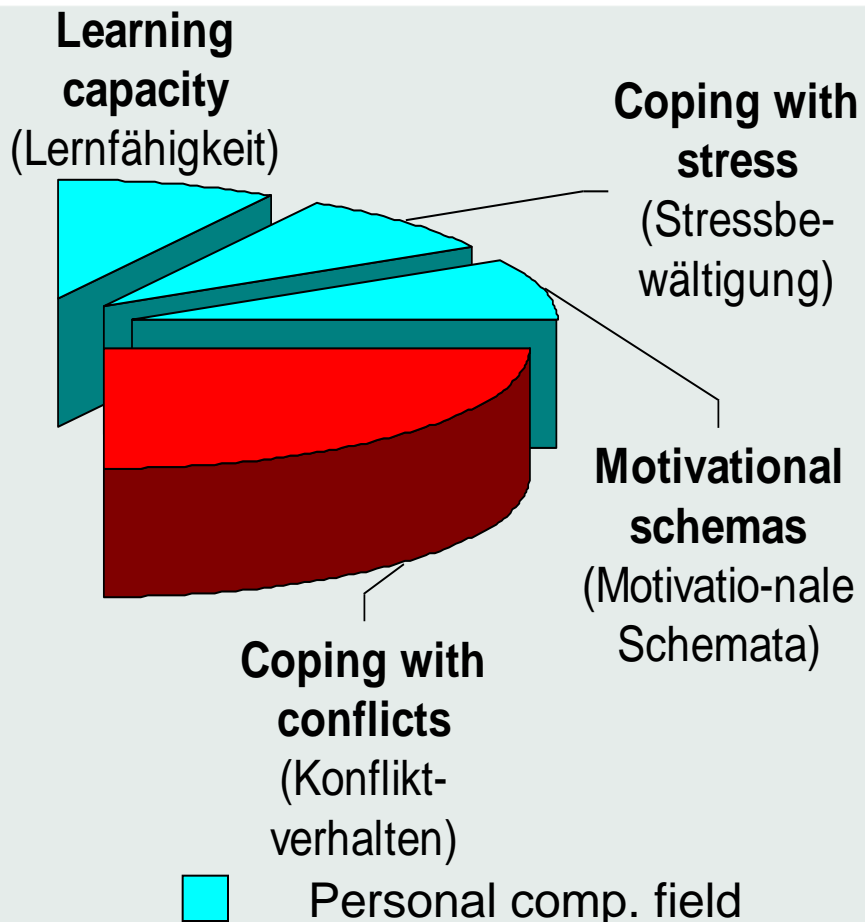 Learning
capacity
(Lernfähigkeit)
Coping with
stress
(Stressbe-
wältigung)
Motivational
schemas
(Motivatio-nale
Schemata)
Coping with
conflicts
(Konflikt-
verhalten)
Personal comp. field